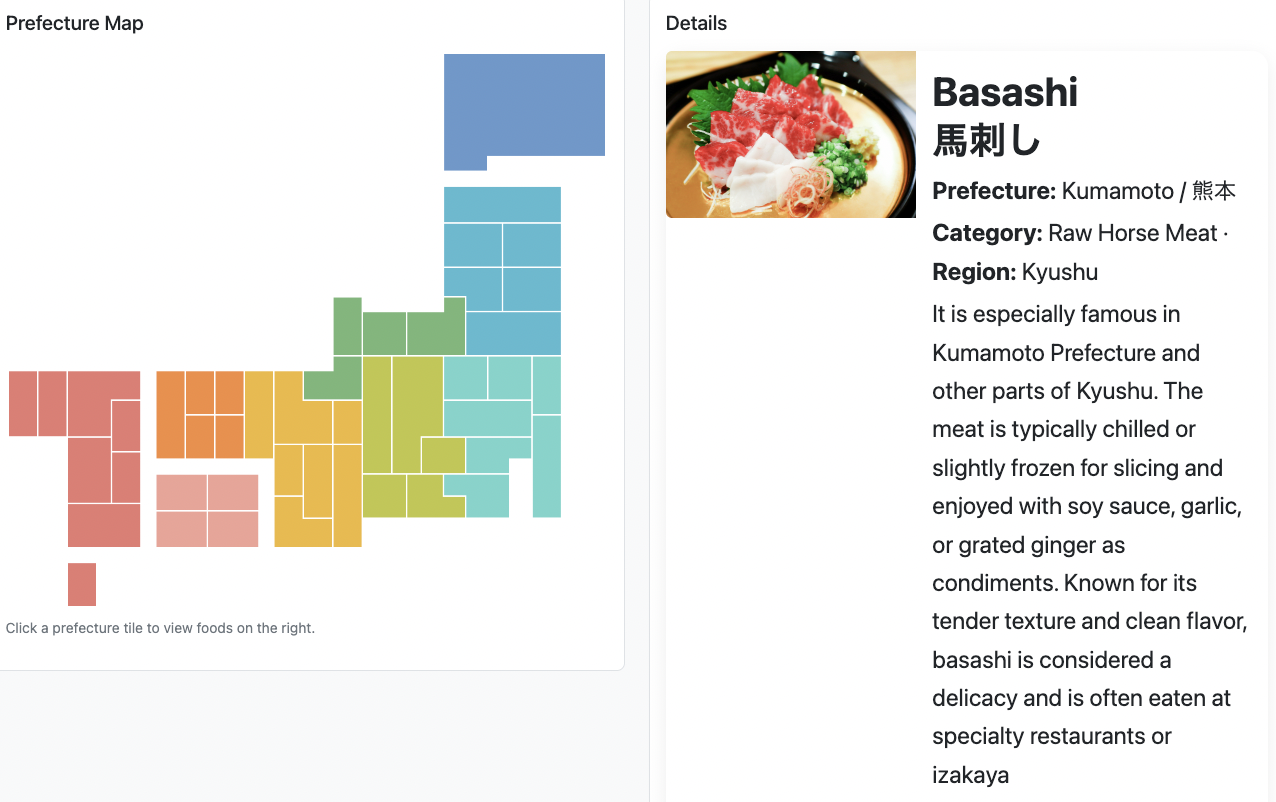 Prefecture Map
Click a prefecture tile to view foods on the right.
Details
Basashi
馬刺し
Prefecture: Kumamoto / 熊本
Category: Raw Horse Meat ·
Region: Kyushu
It is especially famous in
Kumamoto Prefecture and
other parts of Kyushu. The
meat is typically chilled or
slightly frozen for slicing and
enjoyed with soy sauce, garlic,
or grated ginger as
condiments. Known for its
tender texture and clean flavor,
basashi is considered a
delicacy and is often eaten at
specialty restaurants or
izakaya